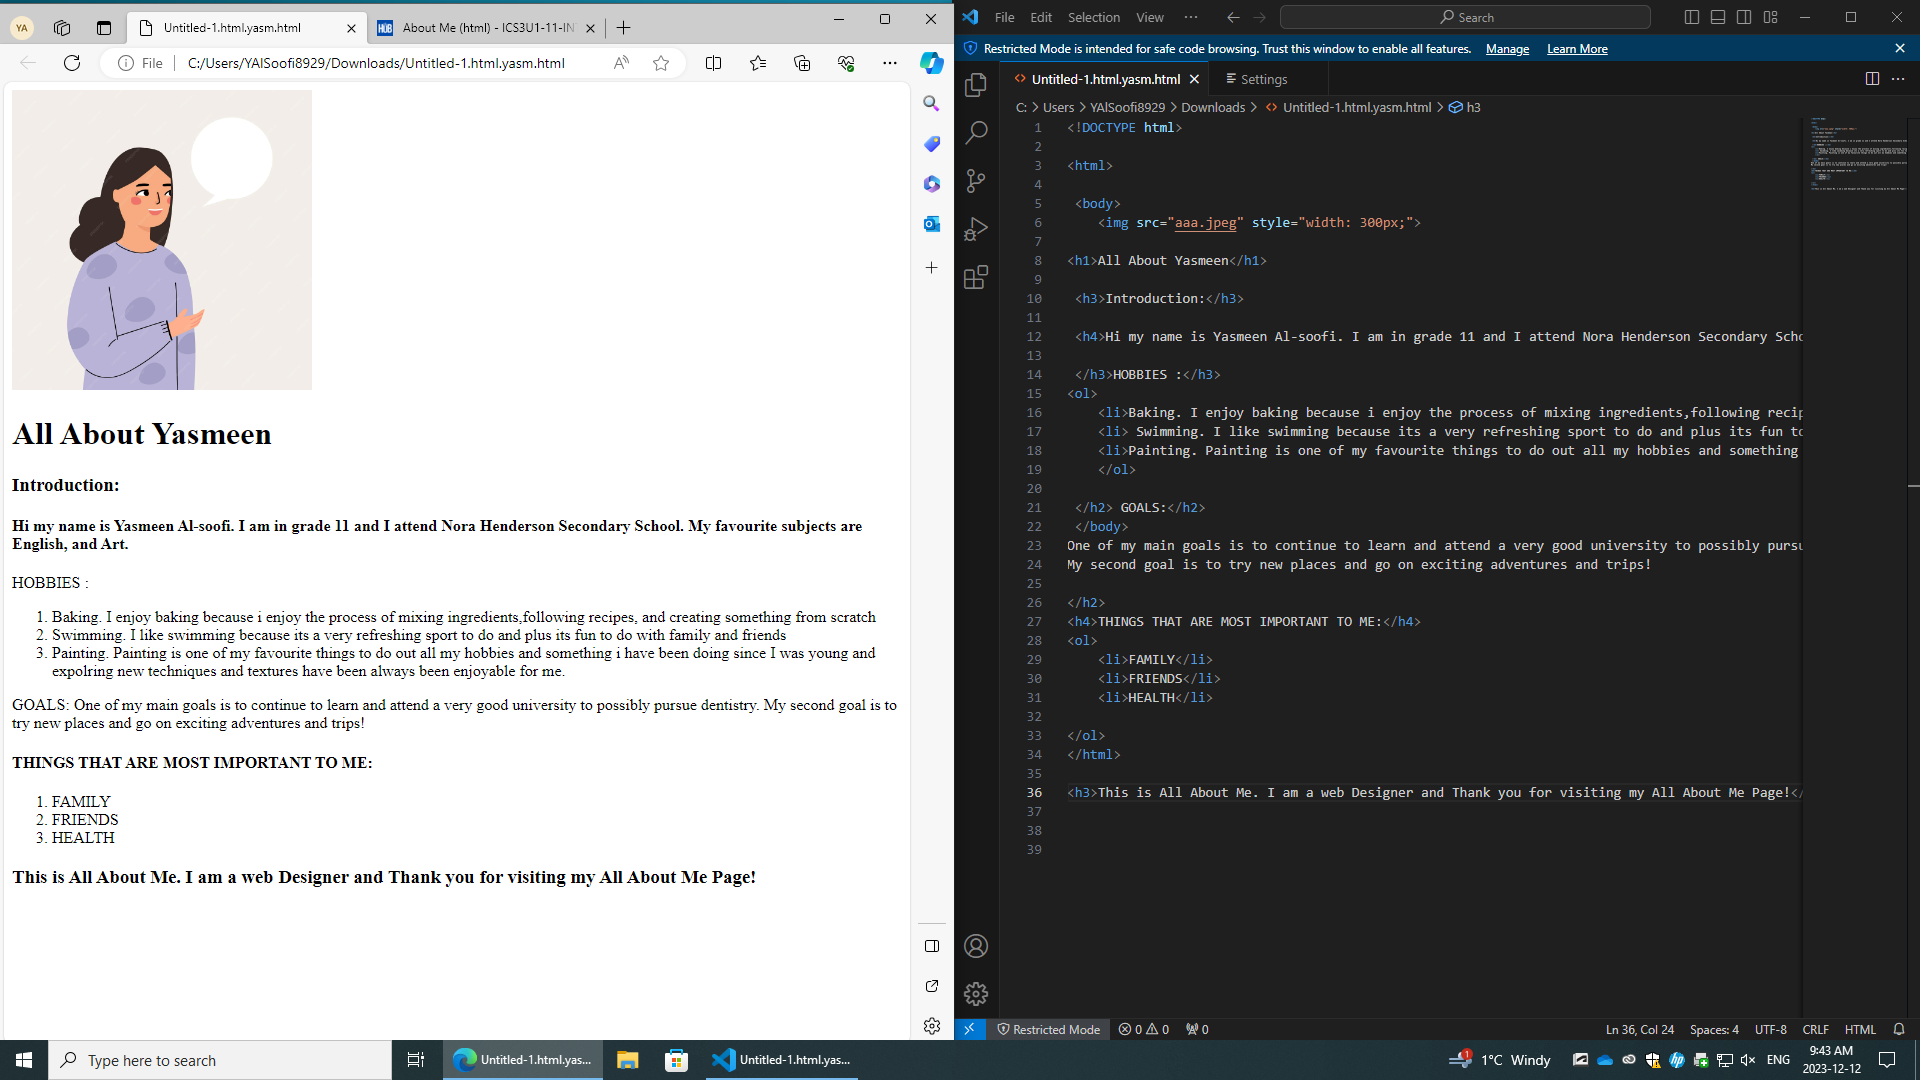 YA
Untitled-1.html.yasm.html
HUB
About Me (html) - ICS3U1-11-IN
File
C:/Users/YAlSoofi8929/Downloads/Untitled-1.html.yasm.html
All About Yasmeen
Introduction:
Hi my name is Yasmeen Al-soofi. I am in grade 11 and I attend Nora Henderson Secondary School. My favourite subjects are
English, and Art.
HOBBIES :
1. Baking. I enjoy baking because i enjoy the process of mixing ingredients,following recipes, and creating something from scratch
2. Swimming. I like swimming because its a very refreshing sport to do and plus its fun to do with family and friends
3. Painting. Painting is one of my favourite things to do out all my hobbies and something i have been doing since I was young and
expolring new techniques and textures have been always been enjoyable for me.
GOALS: One of my main goals is to continue to learn and attend a very good university to possibly pursue dentistry. My second goal is to
try new places and go on exciting adventures and trips!
THINGS THAT ARE MOST IMPORTANT TO ME:
1. FAMILY
2. FRIENDS
3. HEALTH
This is All About Me. I am a web Designer and Thank you for visiting my All About Me Page!
File Edit Selection View ··· Search
Restricted Mode is intended for safe code browsing. Trust this window to enable all features. Manage Learn More
Untitled-1.html.yasm.html Settings
C: > Users > YAlSoofi8929 > Downloads > Untitled-1.html.yasm.html > h3
1 <!DOCTYPE html>
2
3 <html>
4
5 <body>
6 <img src="aaa.jpeg" style="width: 300px;">
7
8 <h1>All About Yasmeen</h1>
9
10 <h3>Introduction:</h3>
11
12 <h4>Hi my name is Yasmeen Al-soofi. I am in grade 11 and I attend Nora Henderson Secondary Scho
13
14 </h3>HOBBIES :</h3>
15 <ol>
16 <li>Baking. I enjoy baking because i enjoy the process of mixing ingredients,following recip
17 <li> Swimming. I like swimming because its a very refreshing sport to do and plus its fun to
18 <li>Painting. Painting is one of my favourite things to do out all my hobbies and something
19 </ol>
20
21 </h2> GOALS:</h2>
22 </body>
23 One of my main goals is to continue to learn and attend a very good university to possibly pursu
24 My second goal is to try new places and go on exciting adventures and trips!
25
26 </h2>
27 <h4>THINGS THAT ARE MOST IMPORTANT TO ME:</h4>
28 <ol>
29 <li>FAMILY</li>
30 <li>FRIENDS</li>
31 <li>HEALTH</li>
32
33 </ol>
34 </html>
35
36 <h3>This is All About Me. I am a web Designer and Thank you for visiting my All About Me Page!</
37
38
39
Restricted Mode 0 0 0 Ln 36, Col 24 Spaces: 4 UTF-8 CRLF HTML
Type here to search
Untitled-1.html.yas...
Untitled-1.html.yas...
1
1°C Windy
ENG
9:43 AM
2023-12-12